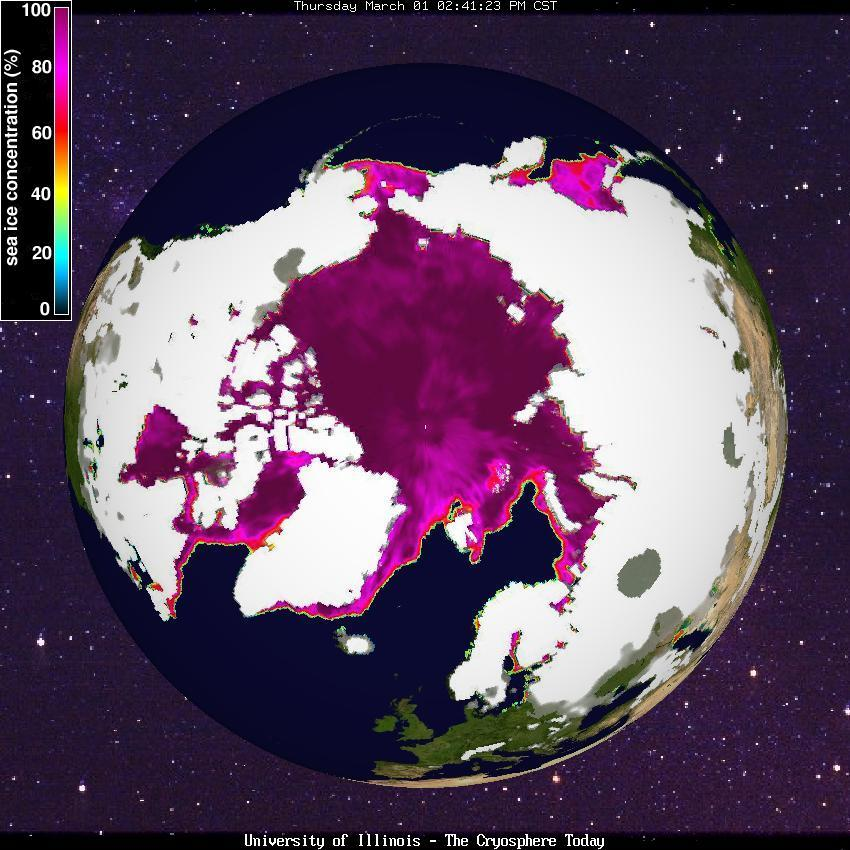 Thursday March 01 02:41:23 PM CST
100
80
60
40
20
0
sea ice concentration (%)
University of Illinois - The Cryosphere Today